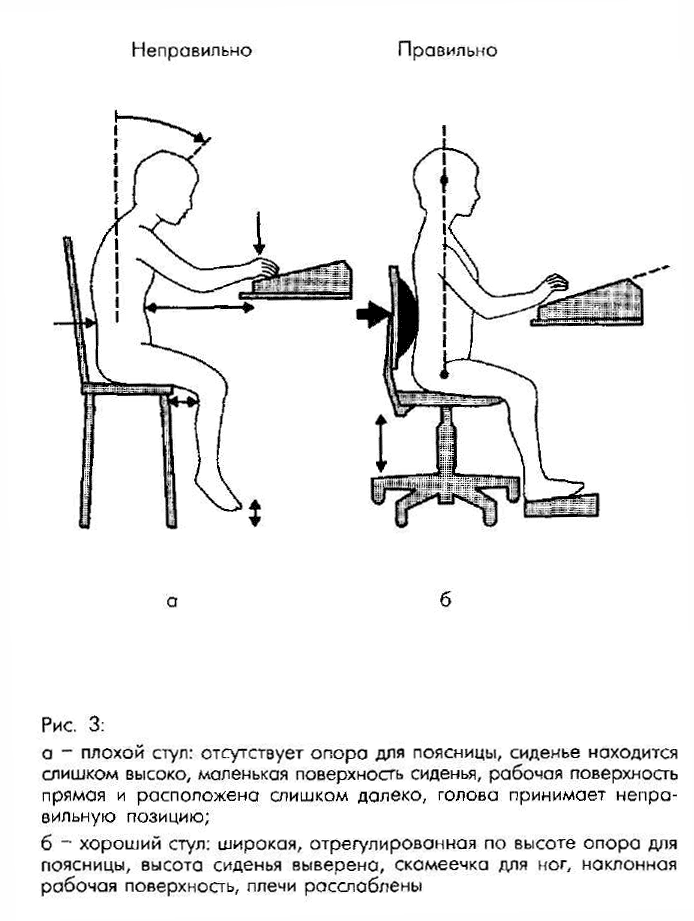 Неправильно
Правильно
а
б
Рис. 3:
а – плохой стул: отсутствует опора для поясницы, сиденье находится
слишком высоко, маленькая поверхность сиденья, рабочая поверхность
прямая и расположена слишком далеко, голова принимает непра-
вильную позицию;
б – хороший стул: широкая, отрегулированная по высоте опора для
поясницы, высота сиденья выверена, скамеечка для ног, наклонная
рабочая поверхность, плечи расслаблены